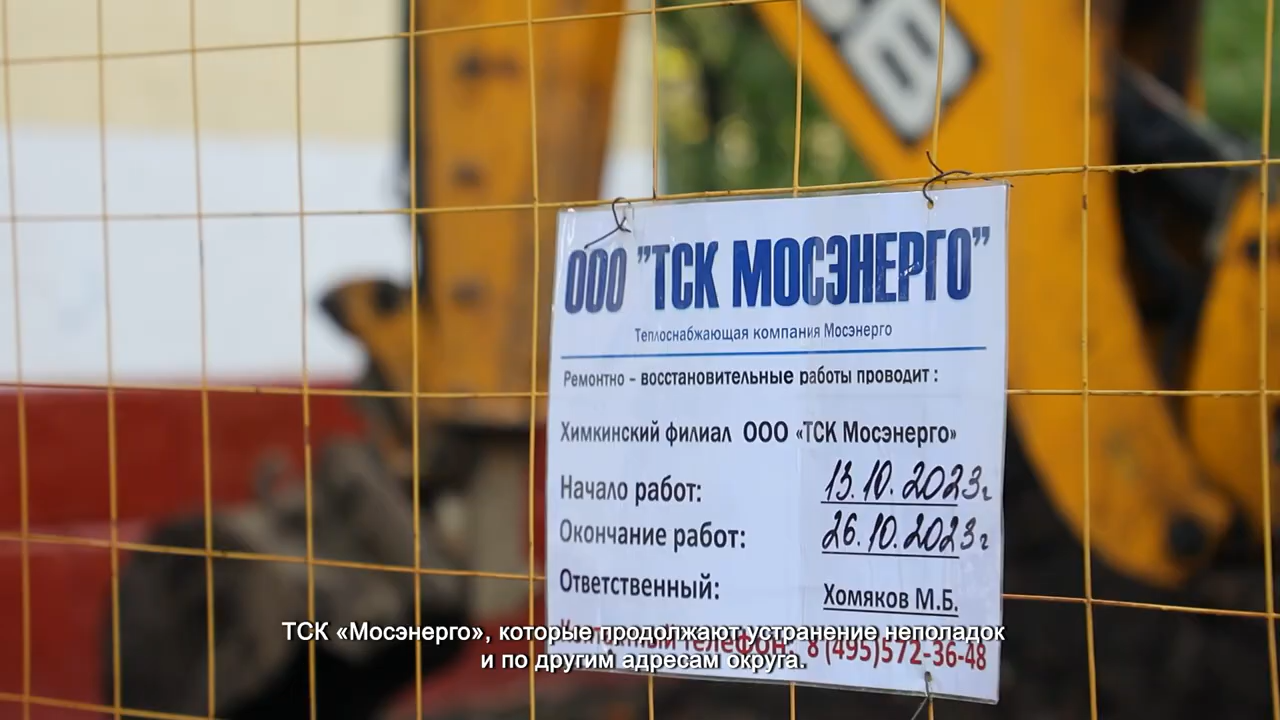 ООО "ТСК МОСЭНЕРГО"
Теплоснабжающая компания Мосэнерго
Ремонтно - восстановительные работы проводит :
Химкинский филиал ООО «ТСК Мосэнерго»
Начало работ: 13.10.2023г
Окончание работ: 26.10.2023г
Ответственный: Хомяков М.Б.
телефон: 8 (495)572-36-48
ТСК «Мосэнерго», которые продолжают устранение неполадок
и по другим адресам округа.